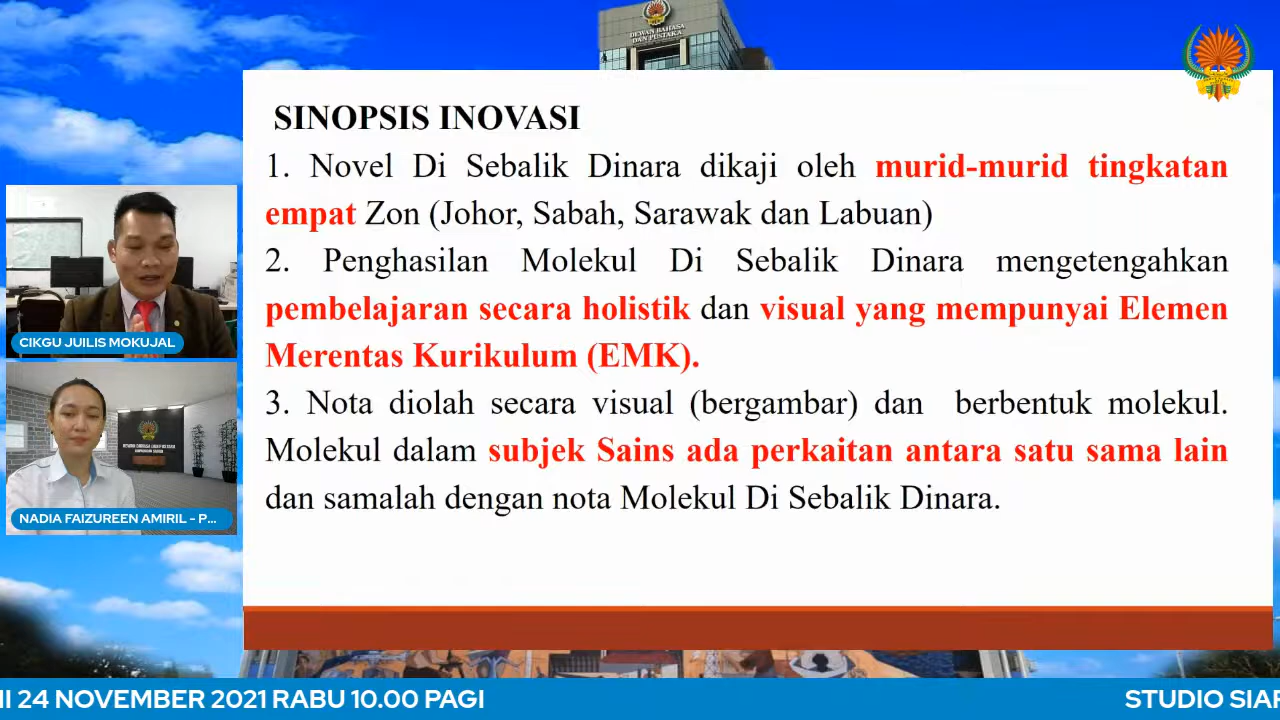 DEWAN BAHASA
DAN PUSTAKA
SINOPSIS INOVASI
1. Novel Di Sebalik Dinara dikaji oleh murid-murid tingkatan
empat Zon (Johor, Sabah, Sarawak dan Labuan)
2. Penghasilan Molekul Di Sebalik Dinara mengetengahkan
pembelajaran secara holistik dan visual yang mempunyai Elemen
Merentas Kurikulum (EMK).
3. Nota diolah secara visual (bergambar) dan berbentuk molekul.
Molekul dalam subjek Sains ada perkaitan antara satu sama lain
dan samalah dengan nota Molekul Di Sebalik Dinara.
CIKGU JUILIS MOKUJAL
NADIA FAIZUREEN AMIRIL - P...
24 NOVEMBER 2021 RABU 10.00 PAGI
STUDIO SIAR